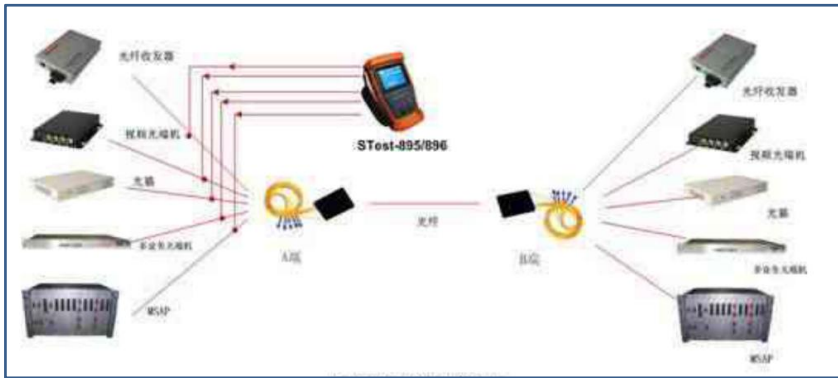 光纤收发器
视频光端机
光猫
多业务光端机
MSAP
STest-895/896
A端
光纤
B端
光纤收发器
视频光端机
光猫
多业务光端机
MSAP